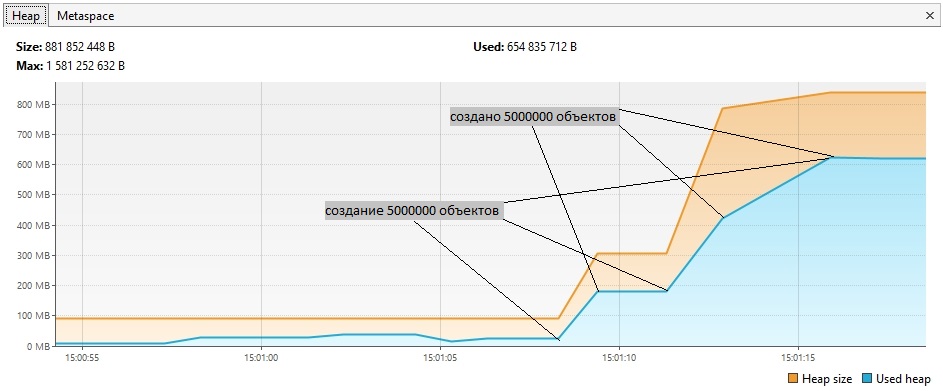 Heap Metaspace ×
Size: 881 852 448 B Used: 654 835 712 B
Max: 1 581 252 632 B
800 MB
700 MB
600 MB
500 MB
400 MB
300 MB
200 MB
100 MB
0 MB
создано 5000000 объектов
создание 5000000 объектов
15:00:55 15:01:00 15:01:05 15:01:10 15:01:15
Heap size Used heap